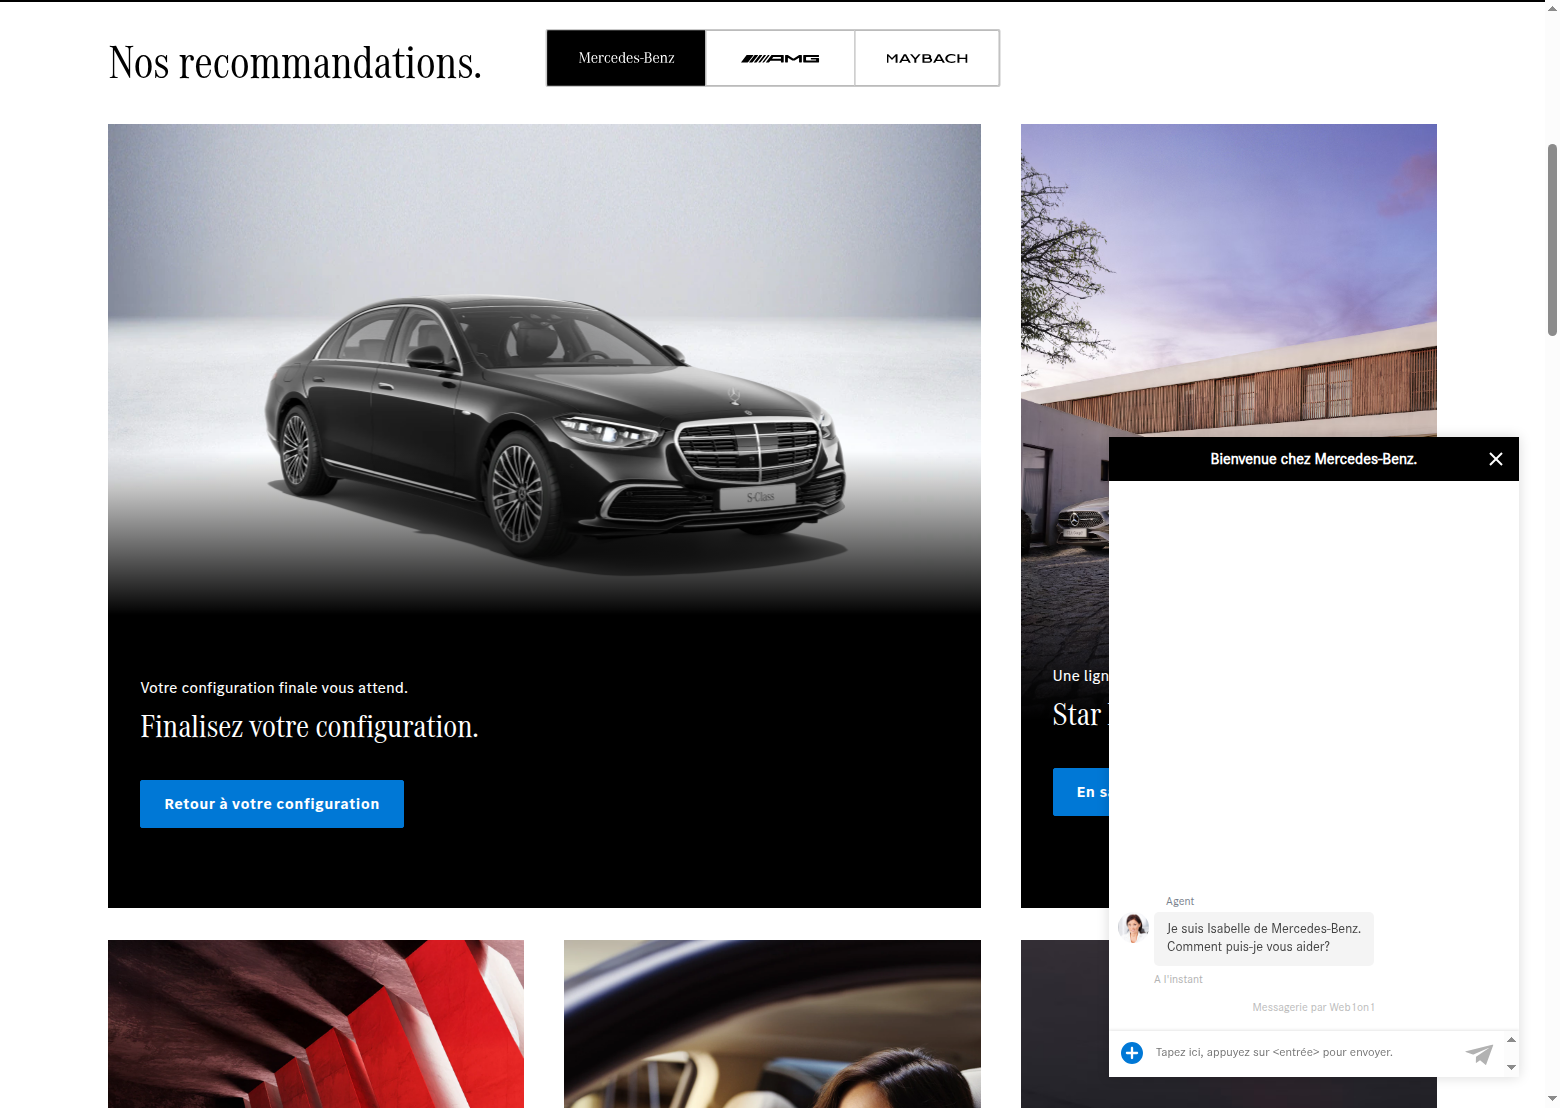 Nos recommandations.
Mercedes-Benz
AMG
MAYBACH
S-Class
Votre configuration finale vous attend.
Finalisez votre configuration.
Retour à votre configuration
Une lign
Star
En sa
Bienvenue chez Mercedes-Benz.
Agent
Je suis Isabelle de Mercedes-Benz.
Comment puis-je vous aider?
A l'instant
Messagerie par Web1on1
Tapez ici, appuyez sur <entrée> pour envoyer.